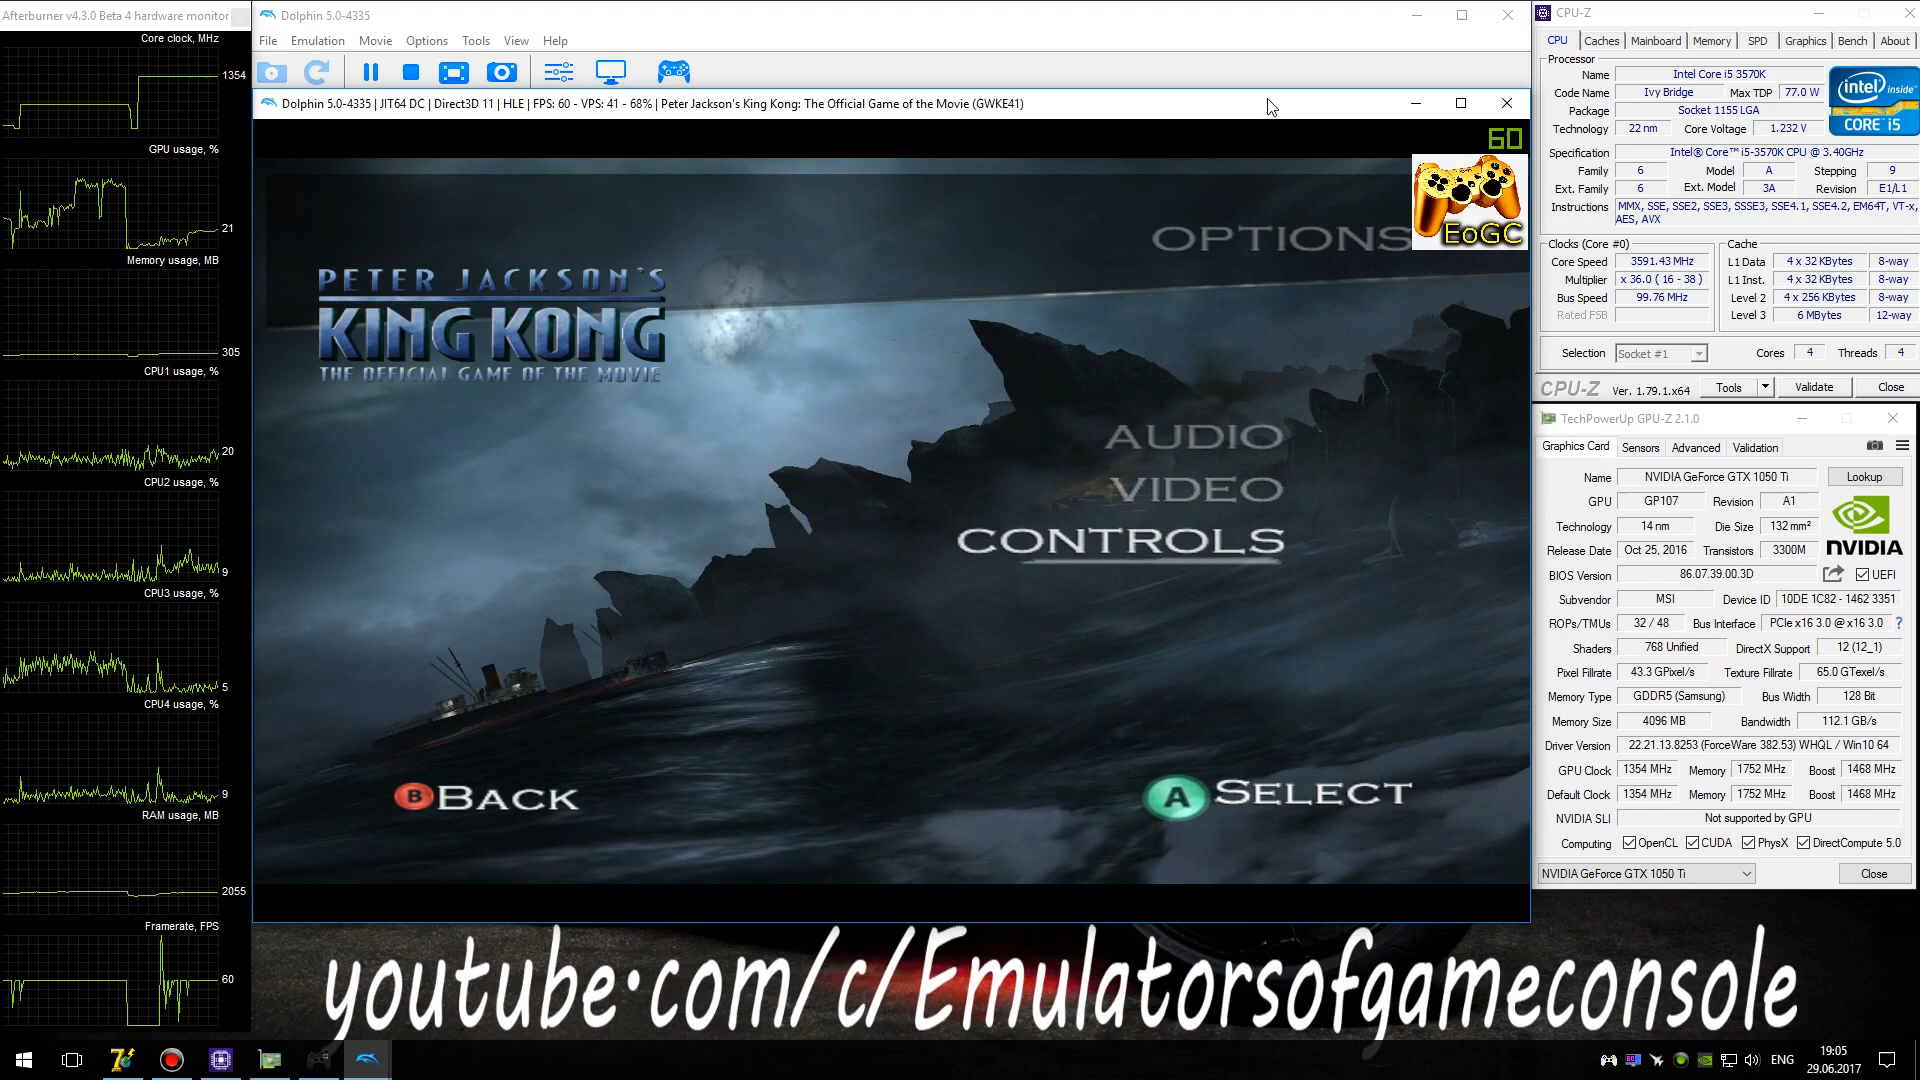 Afterburner v4.3.0 Beta 4 hardware monitor
Core clock, MHz
1354
GPU usage, %
21
Memory usage, MB
305
CPU1 usage, %
20
CPU2 usage, %
9
CPU3 usage, %
5
CPU4 usage, %
9
RAM usage, MB
2055
Framerate, FPS
60
Dolphin 5.0-4335
File Emulation Movie Options Tools View Help
Dolphin 5.0-4335 | JIT64 DC | Direct3D 11 | HLE | FPS: 60 - VPS: 41 - 68% | Peter Jackson's King Kong: The Official Game of the Movie (GWKE41)
60
EoGC
OPTIONS
PETER JACKSON'S
KING KONG
THE OFFICIAL GAME OF THE MOVIE
AUDIO
VIDEO
CONTROLS
B BACK
A SELECT
CPU-Z
CPU Caches Mainboard Memory SPD Graphics Bench About
Processor
Name Intel Core i5 3570K
Code Name Ivy Bridge Max TDP 77.0 W
Package Socket 1155 LGA
Technology 22 nm Core Voltage 1.232 V
intel inside™
CORE i5
Specification Intel® Core™ i5-3570K CPU @ 3.40GHz
Family 6 Model A Stepping 9
Ext. Family 6 Ext. Model 3A Revision E1/L1
Instructions MMX, SSE, SSE2, SSE3, SSSE3, SSE4.1, SSE4.2, EM64T, VT-x,
AES, AVX
Clocks (Core #0)
Core Speed 3591.43 MHz
Multiplier x 36.0 ( 16 - 38 )
Bus Speed 99.76 MHz
Rated FSB
Cache
L1 Data 4 x 32 KBytes 8-way
L1 Inst. 4 x 32 KBytes 8-way
Level 2 4 x 256 KBytes 8-way
Level 3 6 MBytes 12-way
Selection Socket #1 Cores 4 Threads 4
CPU-Z Ver. 1.79.1.x64 Tools Validate Close
TechPowerUp GPU-Z 2.1.0
Graphics Card Sensors Advanced Validation
Name NVIDIA GeForce GTX 1050 Ti Lookup
GPU GP107 Revision A1
Technology 14 nm Die Size 132 mm²
Release Date Oct 25, 2016 Transistors 3300M
NVIDIA
BIOS Version 86.07.39.00.3D UEFI
Subvendor MSI Device ID 10DE 1C82 - 1462 3351
ROPs/TMUs 32 / 48 Bus Interface PCIe x16 3.0 @ x16 3.0 ?
Shaders 768 Unified DirectX Support 12 (12_1)
Pixel Fillrate 43.3 GPixel/s Texture Fillrate 65.0 GTexel/s
Memory Type GDDR5 (Samsung) Bus Width 128 Bit
Memory Size 4096 MB Bandwidth 112.1 GB/s
Driver Version 22.21.13.8253 (ForceWare 382.53) WHQL / Win10 64
GPU Clock 1354 MHz Memory 1752 MHz Boost 1468 MHz
Default Clock 1354 MHz Memory 1752 MHz Boost 1468 MHz
NVIDIA SLI Not supported by GPU
Computing OpenCL CUDA PhysX DirectCompute 5.0
NVIDIA GeForce GTX 1050 Ti Close
youtube.com/c/Emulatorsofgameconsole
ENG
19:05
29.06.2017